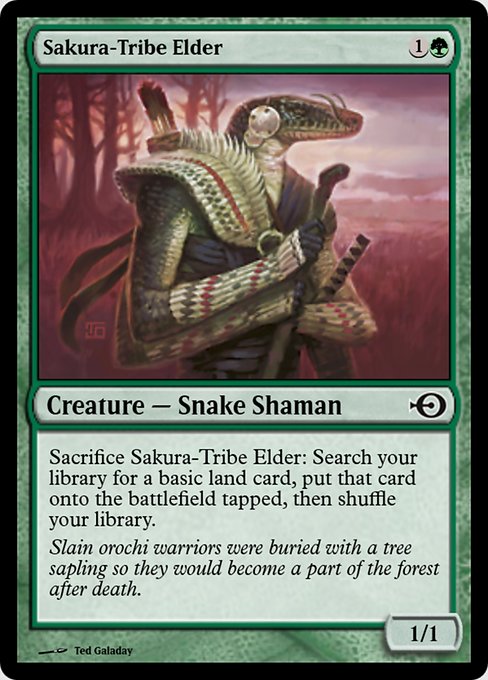 Sakura-Tribe Elder 1
Creature — Snake Shaman
Sacrifice Sakura-Tribe Elder: Search your
library for a basic land card, put that card
onto the battlefield tapped, then shuffle
your library.
Slain orochi warriors were buried with a tree
sapling so they would become a part of the forest
after death.
1/1
Ted Galaday